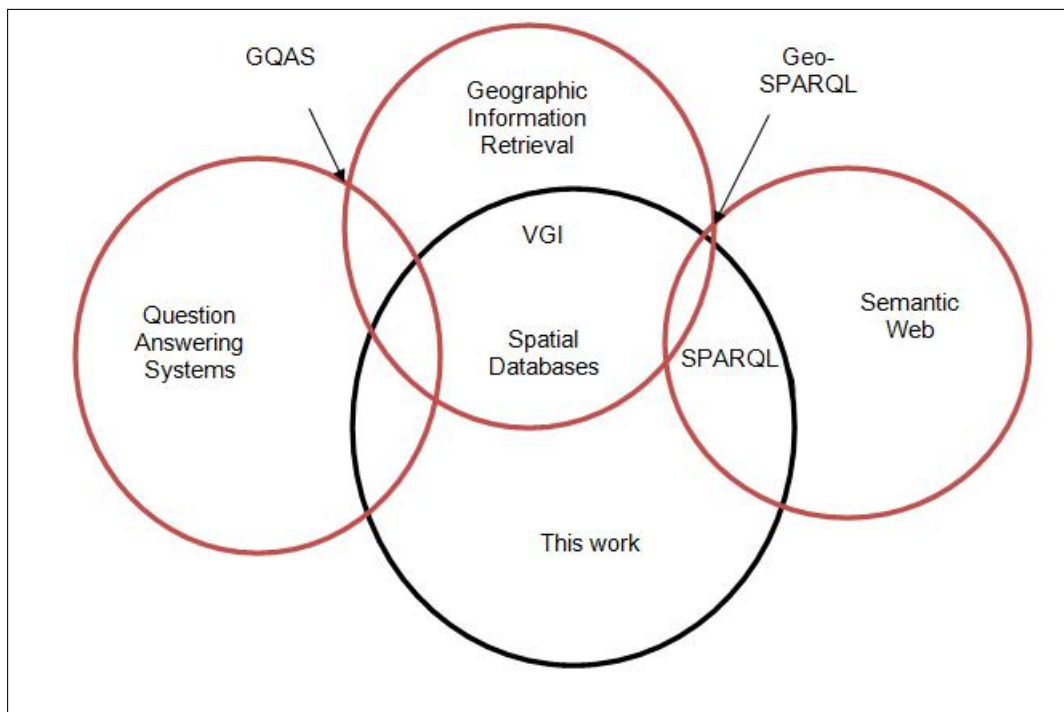 GQAS
Geo-
SPARQL
Geographic
Information
Retrieval
VGI
Question
Answering
Systems
Spatial
Databases
SPARQL
Semantic
Web
This work